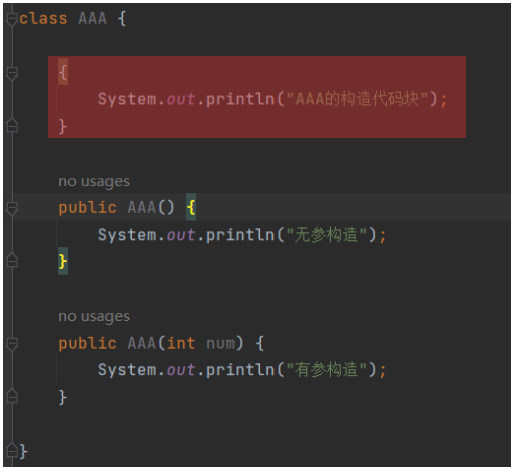 class AAA {
{
System.out.println("AAA的构造代码块");
}
no usages
public AAA() {
System.out.println("无参构造");
}
no usages
public AAA(int num) {
System.out.println("有参构造");
}
}